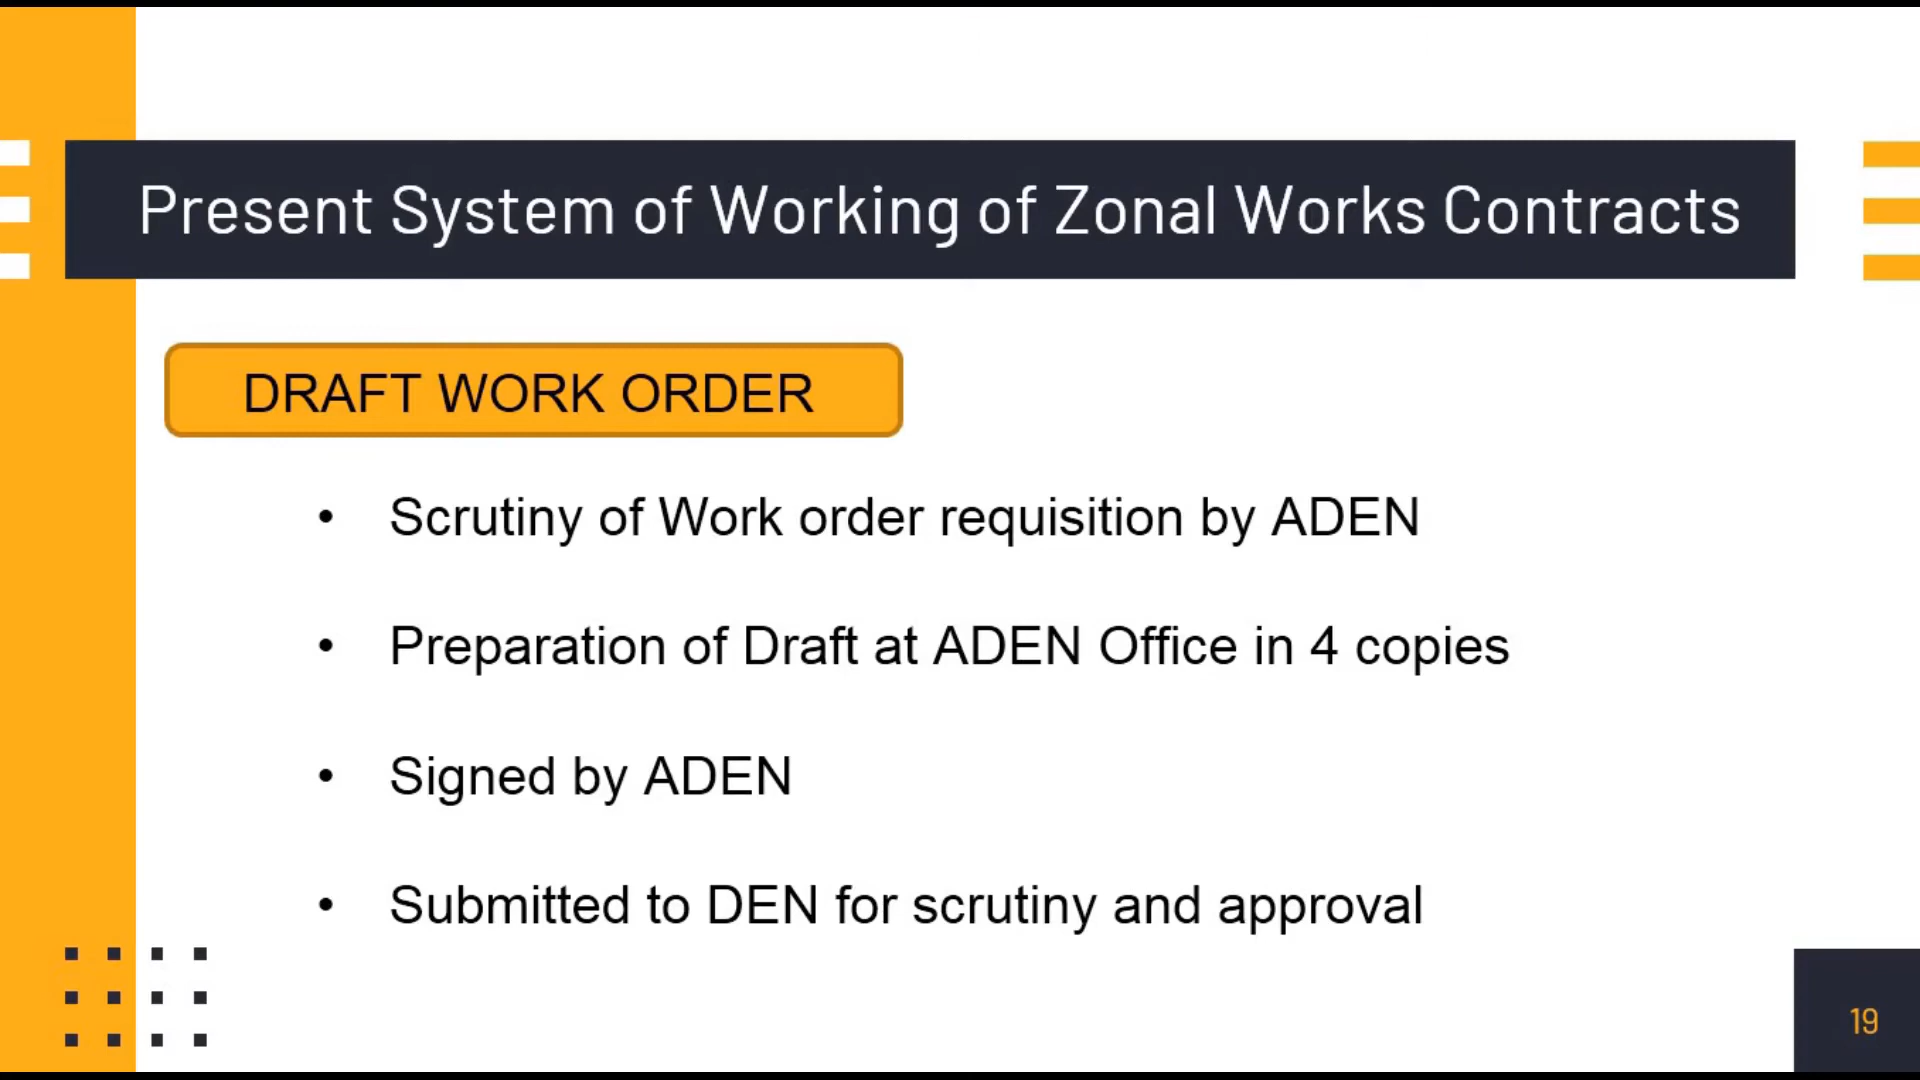 Present System of Working of Zonal Works Contracts
DRAFT WORK ORDER
• Scrutiny of Work order requisition by ADEN
• Preparation of Draft at ADEN Office in 4 copies
• Signed by ADEN
• Submitted to DEN for scrutiny and approval
19